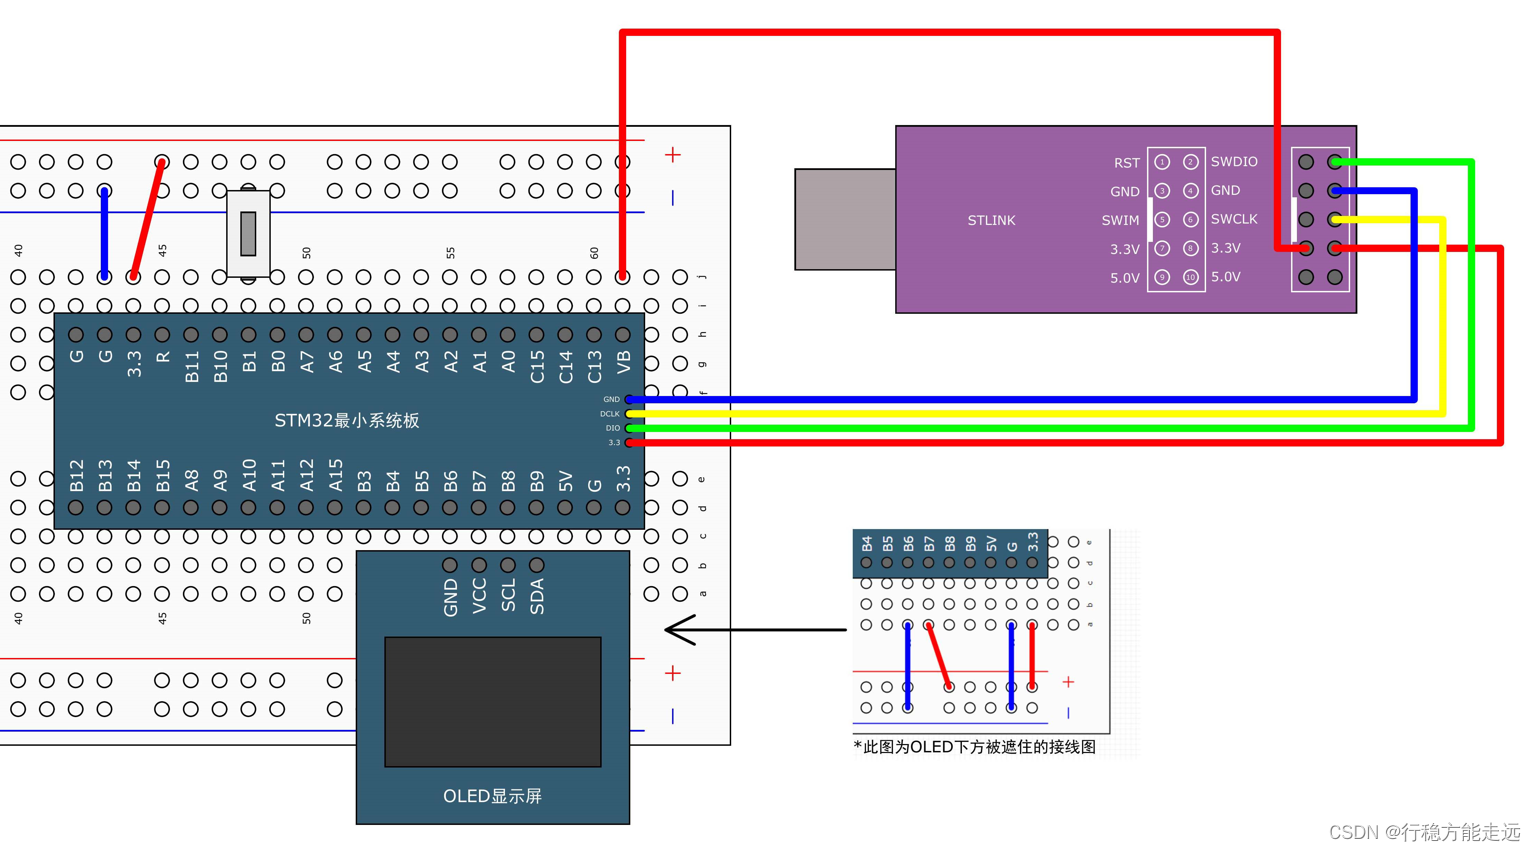 +
−
40 45 50 55 60
j
i
h
g
f
G G 3.3 R B11 B10 B1 B0 A7 A6 A5 A4 A3 A2 A1 A0 C15 C14 C13 VB
STM32最小系统板
GND
DCLK
DIO
3.3
B12 B13 B14 B15 A8 A9 A10 A11 A12 A15 B3 B4 B5 B6 B7 B8 B9 5V G 3.3
e
d
c
b
a
40 45 50
+
−
GND VCC SCL SDA
OLED显示屏
STLINK
RST 1 2 SWDIO
GND 3 4 GND
SWIM 5 6 SWCLK
3.3V 7 8 3.3V
5.0V 9 10 5.0V
B4 B5 B6 B7 B8 B9 5V G 3.3
e
d
c
b
a
+
−
*此图为OLED下方被遮住的接线图
CSDN @行稳方能走远